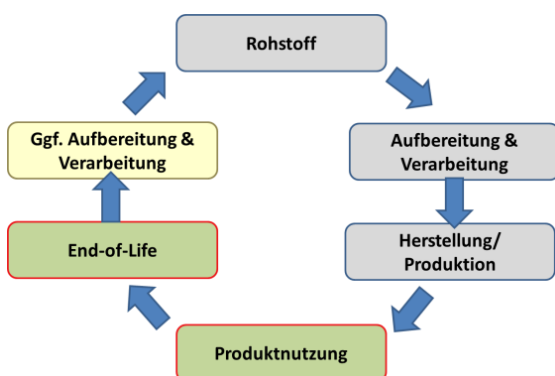 Rohstoff
Aufbereitung &
Verarbeitung
Herstellung/
Produktion
Produktnutzung
End-of-Life
Ggf. Aufbereitung &
Verarbeitung